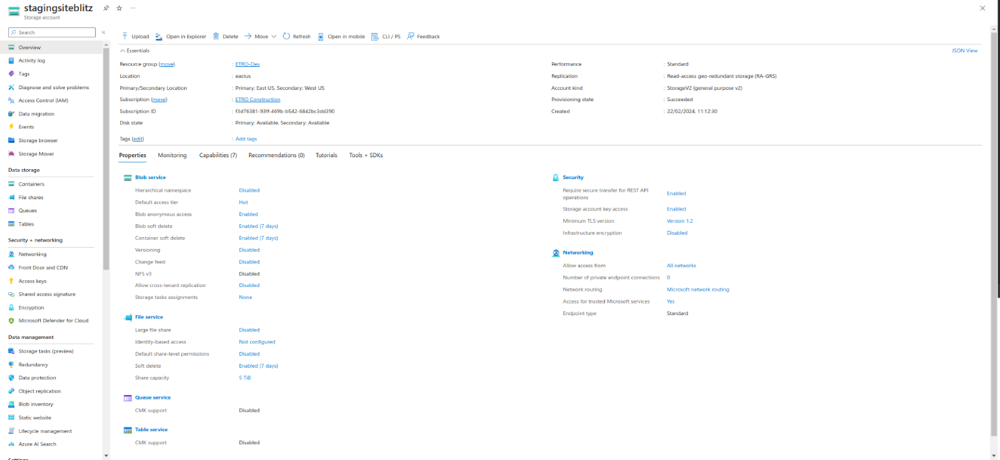 stagingsiteblitz
Storage account
Search
Overview
Activity log
Tags
Diagnose and solve problems
Access Control (IAM)
Data migration
Events
Storage browser
Storage Mover
Data storage
Containers
File shares
Queues
Tables
Security + networking
Networking
Front Door and CDN
Access keys
Shared access signature
Encryption
Microsoft Defender for Cloud
Data management
Storage tasks (preview)
Redundancy
Data protection
Object replication
Blob inventory
Static website
Lifecycle management
Azure AI Search
Settings
Upload Open in Explorer Delete Move Refresh Open in mobile CLI / PS Feedback
Essentials JSON View
Resource group (move) : ETRO-Dev
Location : eastus
Primary/Secondary Location : Primary: East US, Secondary: West US
Subscription (move) : ETRO Construction
Subscription ID : f3d76381-93ff-469b-b542-6842bc3dd390
Disk state : Primary: Available, Secondary: Available
Tags (edit) : Add tags
Performance : Standard
Replication : Read-access geo-redundant storage (RA-GRS)
Account kind : StorageV2 (general purpose v2)
Provisioning state : Succeeded
Created : 22/02/2024, 11:12:30
Properties Monitoring Capabilities (7) Recommendations (0) Tutorials Tools + SDKs
Blob service
Hierarchical namespace Disabled
Default access tier Hot
Blob anonymous access Enabled
Blob soft delete Enabled (7 days)
Container soft delete Enabled (7 days)
Versioning Disabled
Change feed Disabled
NFS v3 Disabled
Allow cross-tenant replication Disabled
Storage tasks assignments None
File service
Large file share Disabled
Identity-based access Not configured
Default share-level permissions Disabled
Soft delete Enabled (7 days)
Share capacity 5 TiB
Queue service
CMK support Disabled
Table service
CMK support Disabled
Security
Require secure transfer for REST API
operations Enabled
Storage account key access Enabled
Minimum TLS version Version 1.2
Infrastructure encryption Disabled
Networking
Allow access from All networks
Number of private endpoint connections 0
Network routing Microsoft network routing
Access for trusted Microsoft services Yes
Endpoint type Standard